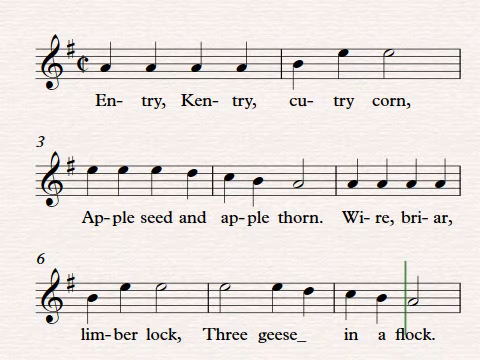 En- try, Ken- try, cu- try corn,
3
Ap-ple seed and ap-ple thorn. Wi- re, bri- ar,
6
lim-ber lock, Three geese_ in a flock.